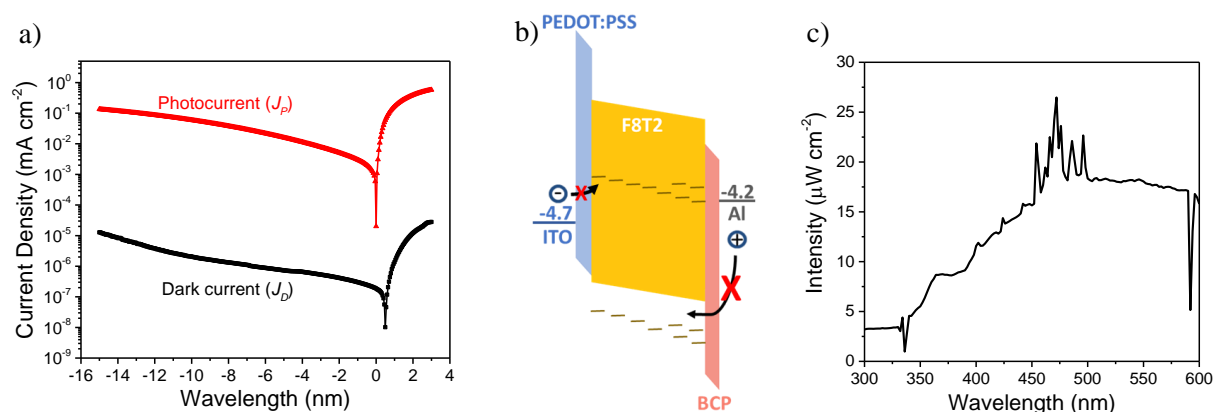 a)
Current Density (mA cm-2)
10^0
10^-1
10^-2
10^-3
10^-4
10^-5
10^-6
10^-7
10^-8
10^-9
Photocurrent (J_P)
Dark current (J_D)
-16 -14 -12 -10 -8 -6 -4 -2 0 2 4
Wavelength (nm)
b)
PEDOT:PSS
F8T2
-4.7
ITO
-4.2
Al
BCP
c)
Intensity (μW cm-2)
30
25
20
15
10
5
0
300 350 400 450 500 550 600
Wavelength (nm)